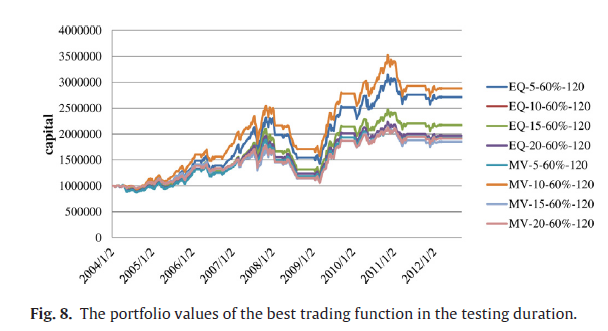 4000000
3500000
3000000
2500000
2000000
1500000
1000000
500000
0
capital
2004/1/2
2005/1/2
2006/1/2
2007/1/2
2008/1/2
2009/1/2
2010/1/2
2011/1/2
2012/1/2
EQ-5-60%-120
EQ-10-60%-120
EQ-15-60%-120
EQ-20-60%-120
MV-5-60%-120
MV-10-60%-120
MV-15-60%-120
MV-20-60%-120
Fig. 8. The portfolio values of the best trading function in the testing duration.